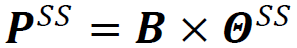 𝑷^{𝑆𝑆} = 𝑩 × 𝜣^{𝑆𝑆}